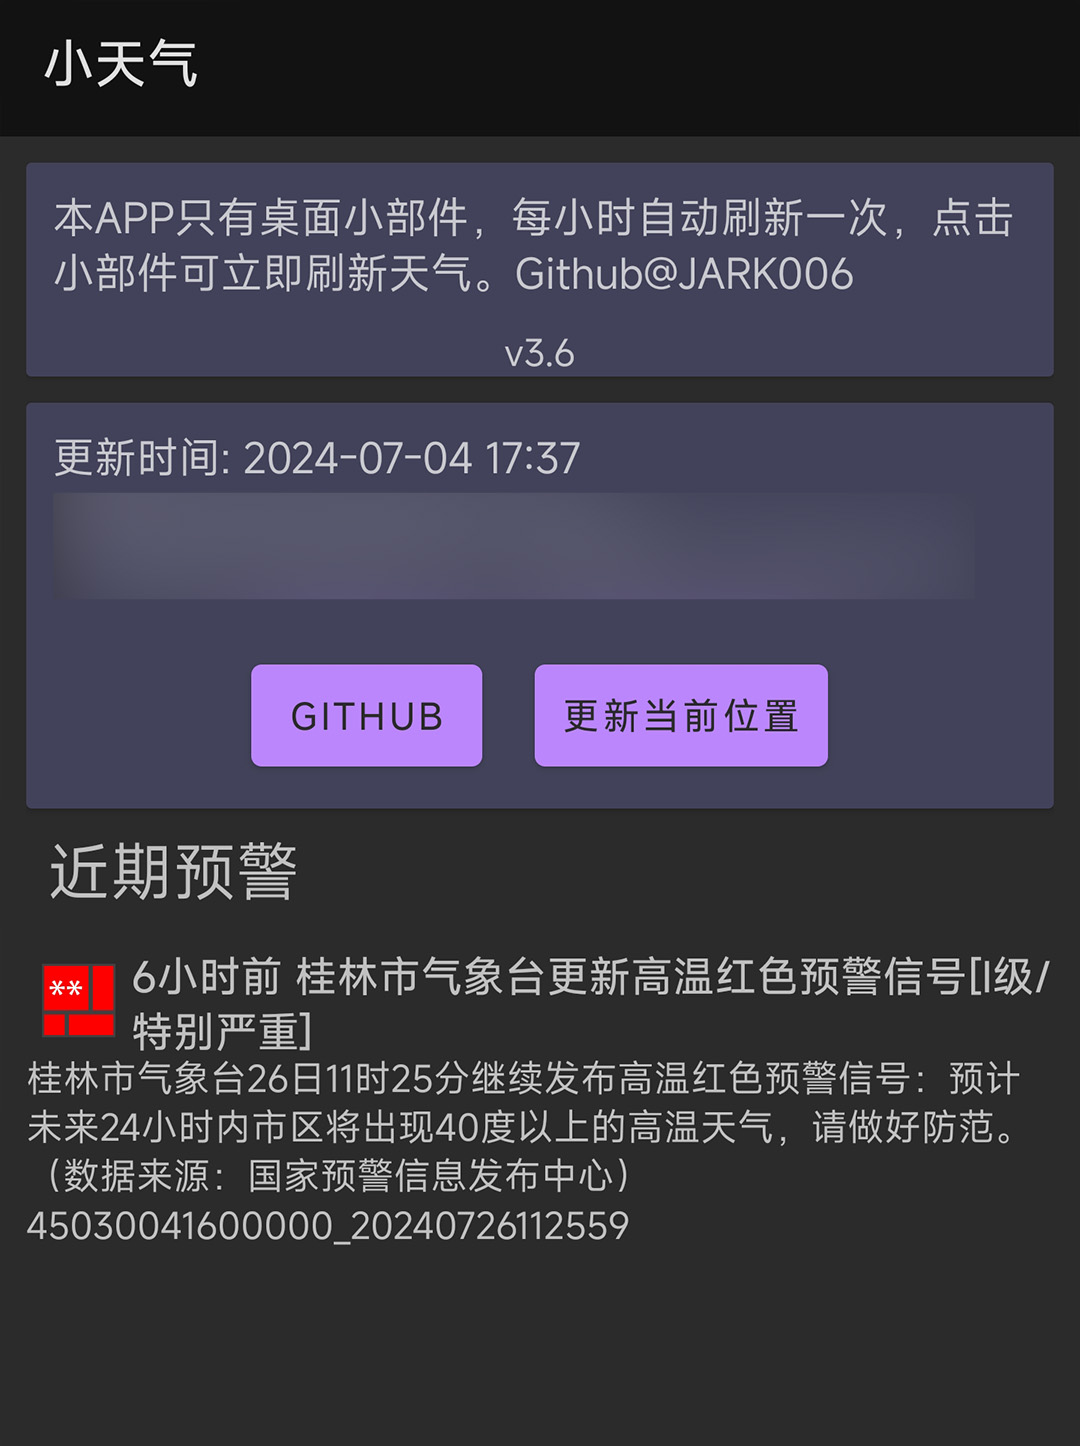 小天气
本APP只有桌面小部件，每小时自动刷新一次，点击
小部件可立即刷新天气。Github@JARK006
v3.6
更新时间: 2024-07-04 17:37
GITHUB
更新当前位置
近期预警
**
6小时前 桂林市气象台更新高温红色预警信号[I级/
特别严重]
桂林市气象台26日11时25分继续发布高温红色预警信号：预计
未来24小时内市区将出现40度以上的高温天气，请做好防范。
（数据来源：国家预警信息发布中心）
45030041600000_20240726112559